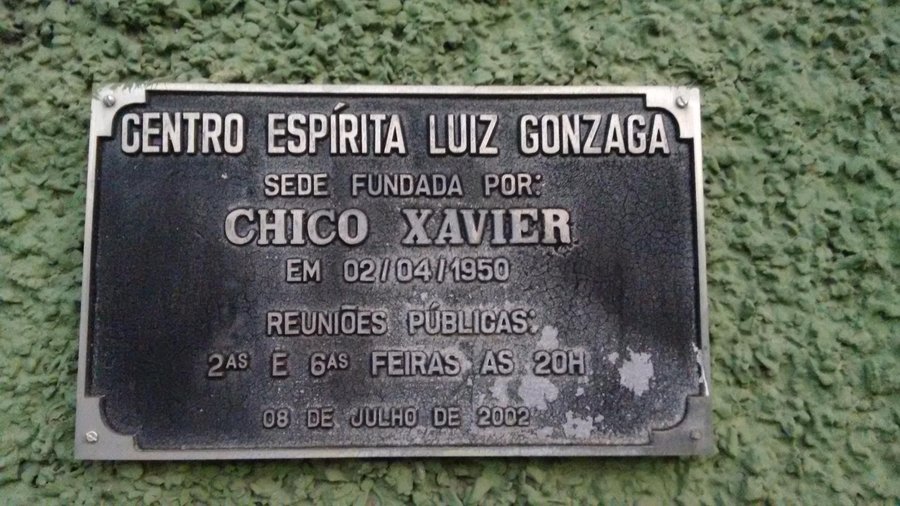 CENTRO ESPÍRITA LUIZ GONZAGA
SEDE FUNDADA POR:
CHICO XAVIER
EM 02/04/1950
REUNIÕES PÚBLICAS:
2AS E 6AS FEIRAS AS 20H
08 DE JULHO DE 2002